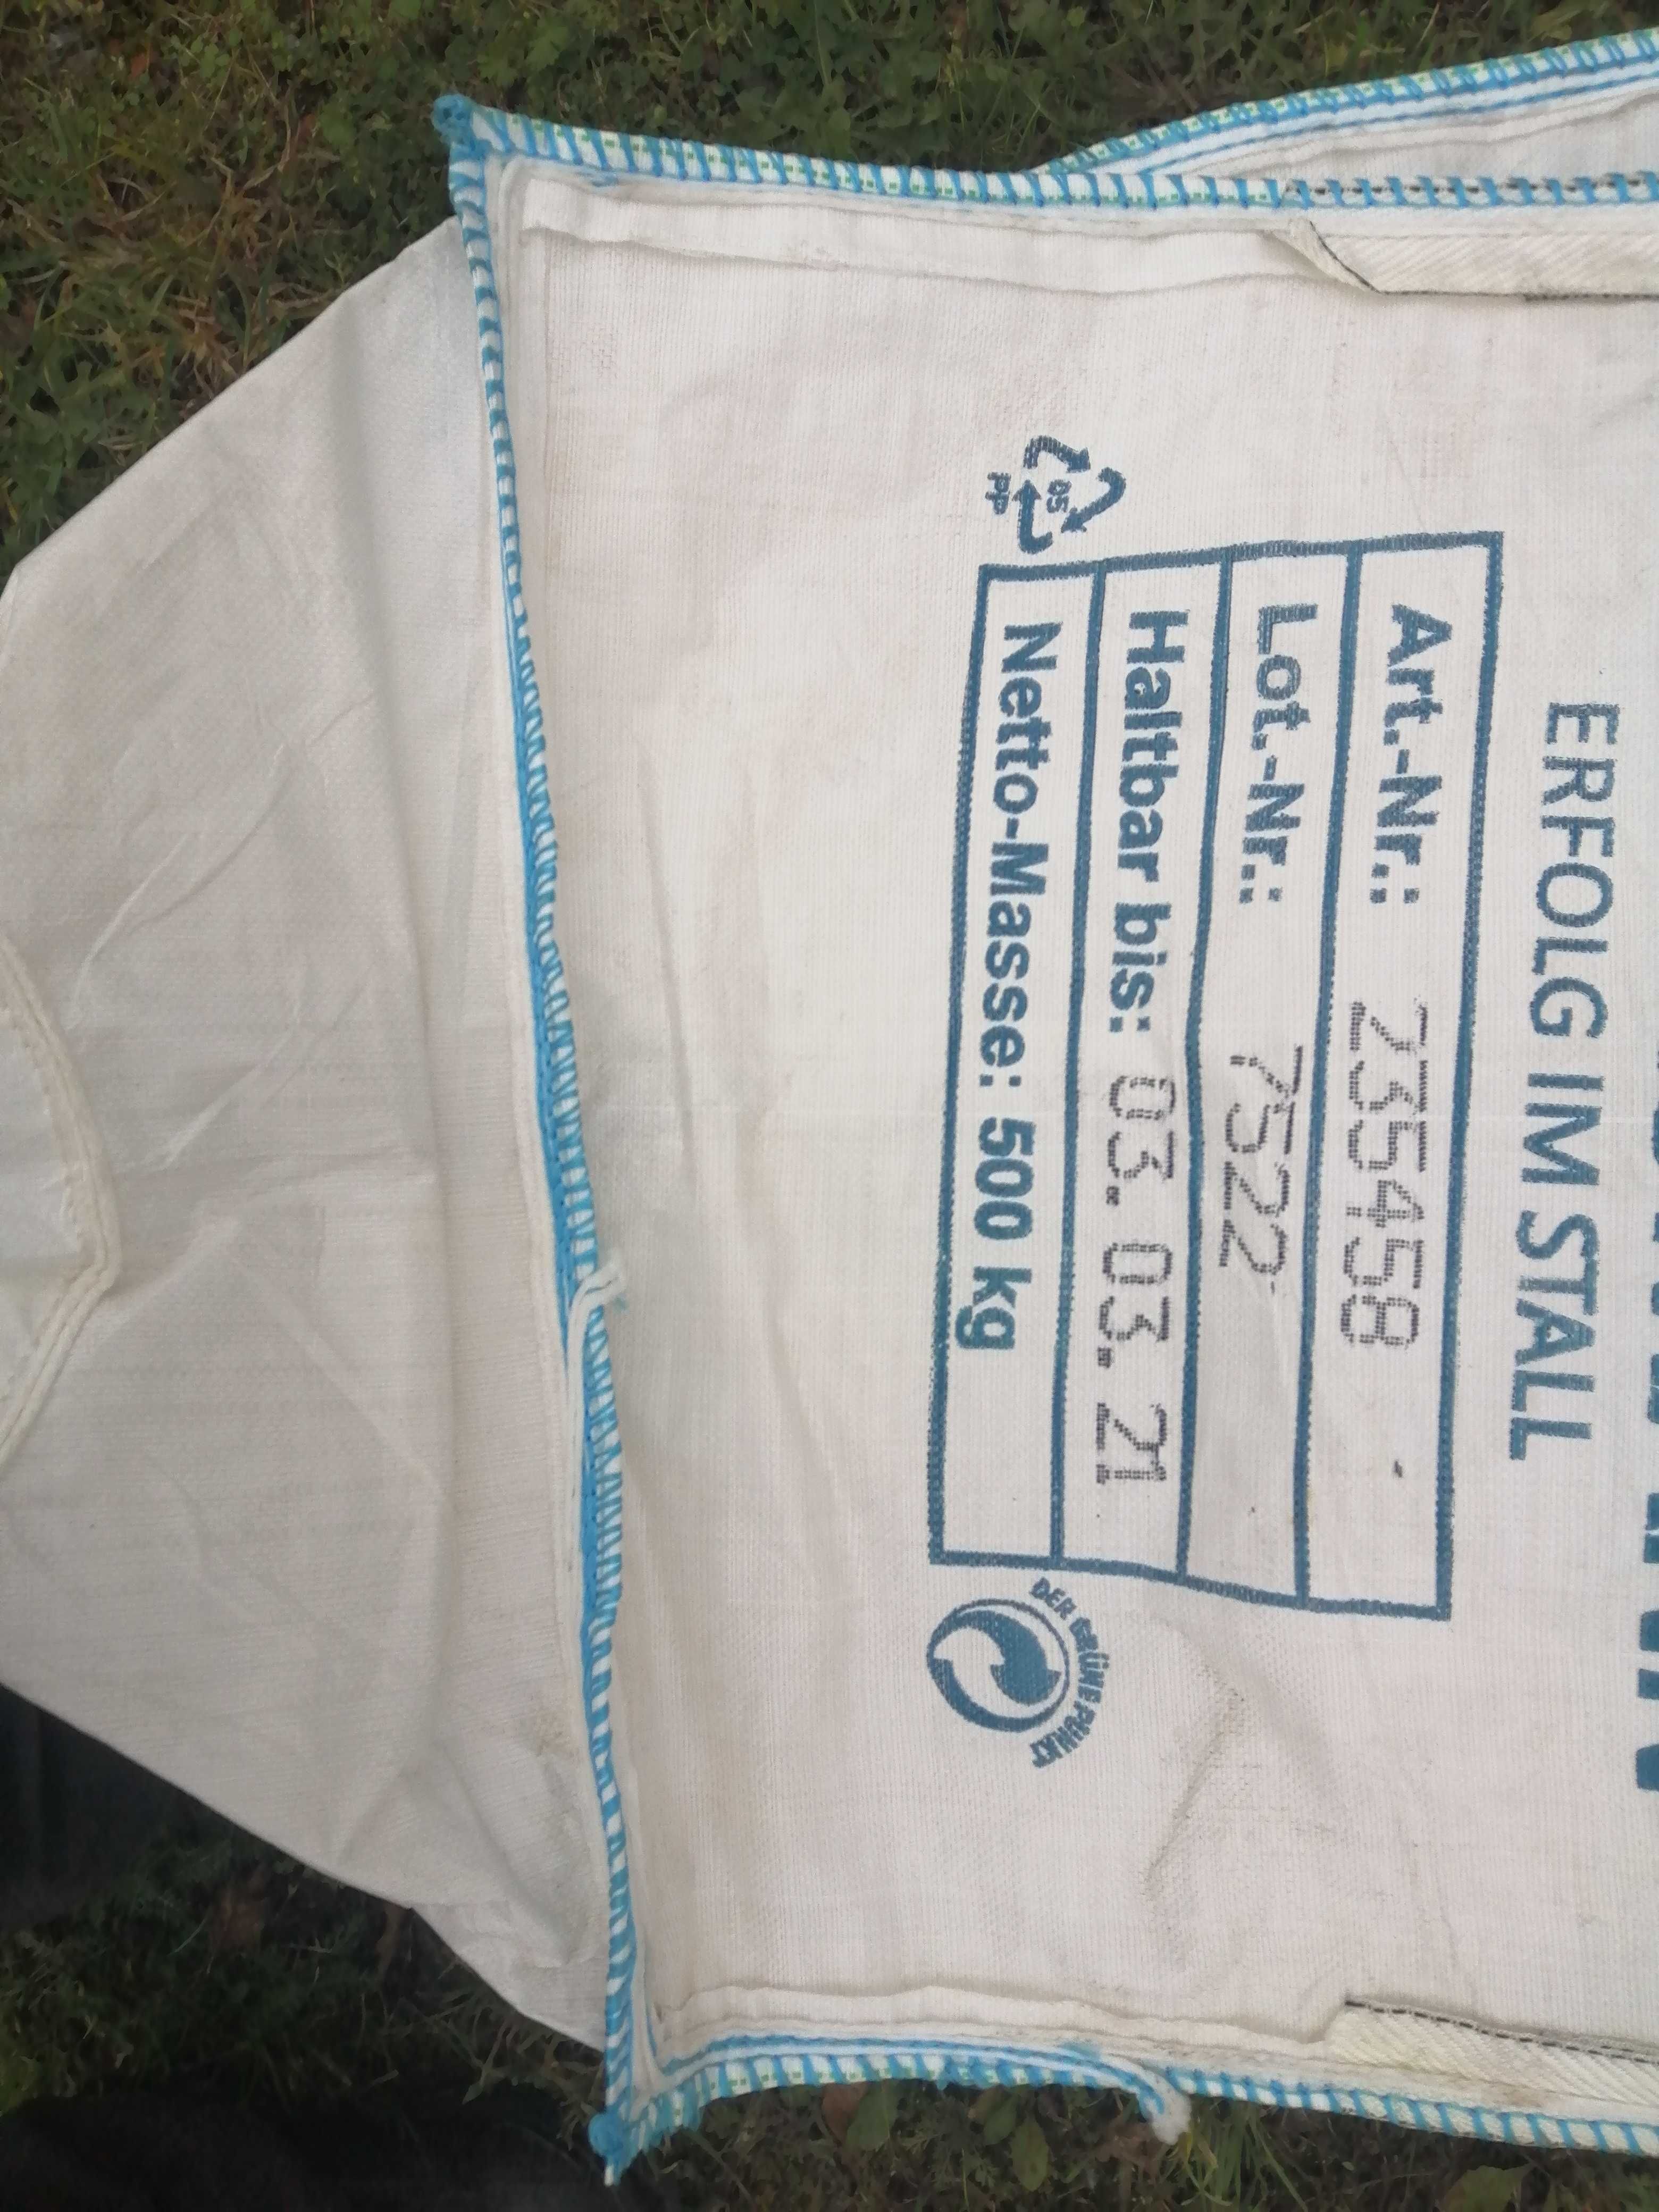 ERFOLG IM STALL
Art.-Nr.: 235458
Lot.-Nr.: 7522
Haltbar bis: 03. 03. 21
Netto-Masse: 500 kg
05
PP
DER GRÜNE PUNKT